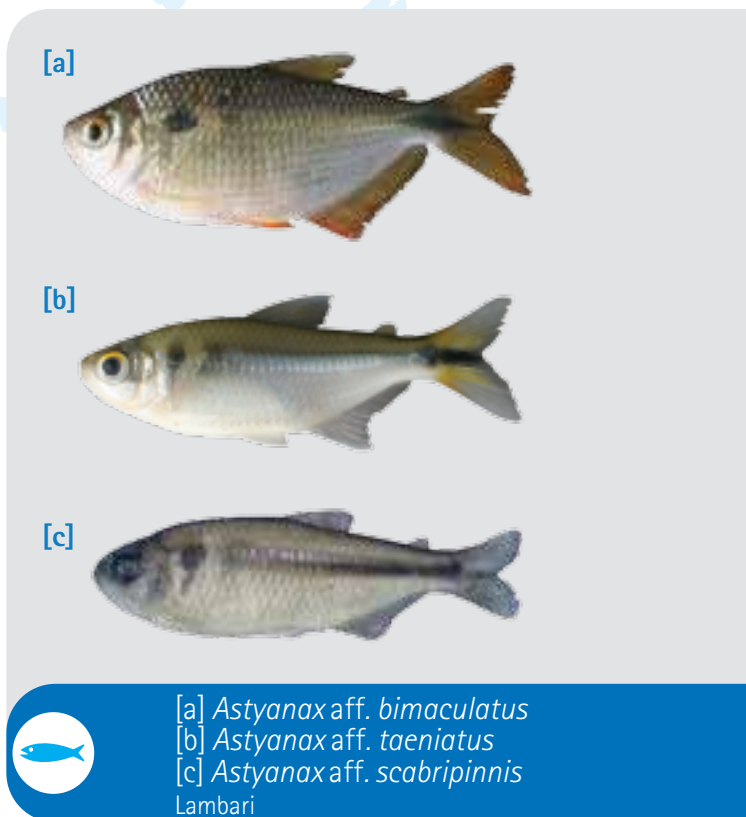 [a]
[b]
[c]
[a] Astyanax aff. bimaculatus
[b] Astyanax aff. taeniatus
[c] Astyanax aff. scabripinnis
Lambari